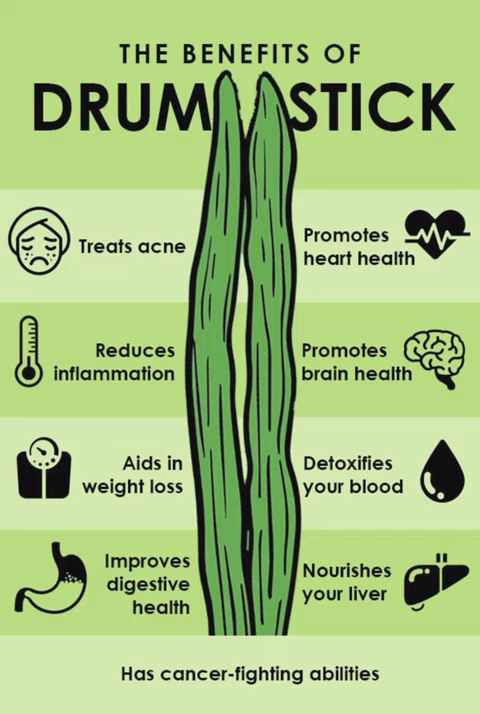 THE BENEFITS OF
DRUMSTICK
Treats acne
Promotes
heart health
Reduces
inflammation
Promotes
brain health
Aids in
weight loss
Detoxifies
your blood
Improves
digestive
health
Nourishes
your liver
Has cancer-fighting abilities